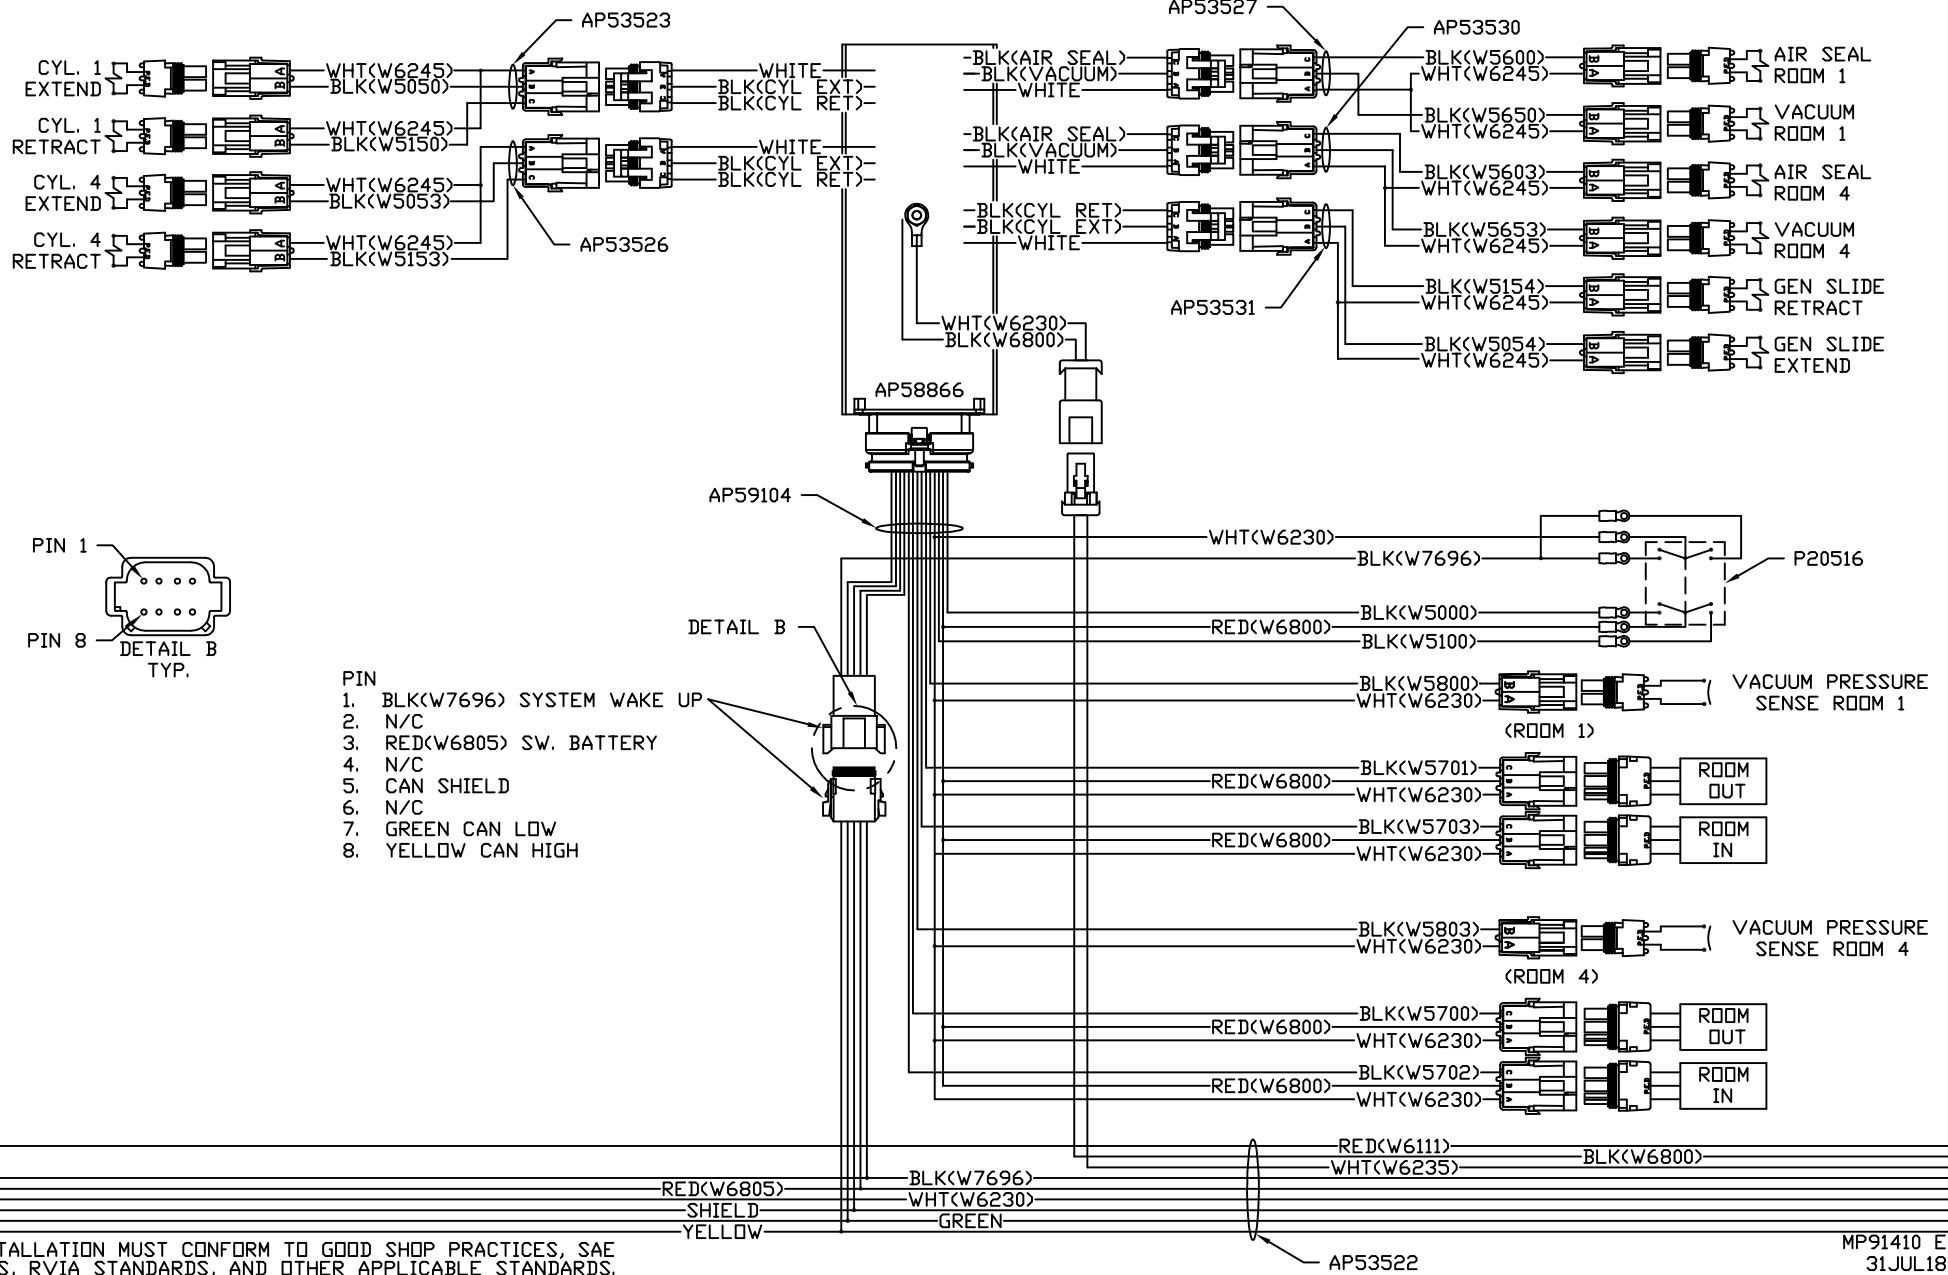 AP53523
CYL. 1
EXTEND
WHT(W6245)
BLK(W5050)
A
B
CYL. 1
RETRACT
WHT(W6245)
BLK(W5150)
A
B
CYL. 4
EXTEND
WHT(W6245)
BLK(W5053)
A
B
CYL. 4
RETRACT
WHT(W6245)
BLK(W5153)
A
B
AP53526
WHITE
BLK(CYL EXT)
BLK(CYL RET)
WHITE
BLK(CYL EXT)
BLK(CYL RET)
AP53527
AP53530
BLK(AIR SEAL)
BLK(VACUUM)
WHITE
BLK(AIR SEAL)
BLK(VACUUM)
WHITE
BLK(CYL RET)
BLK(CYL EXT)
WHITE
AP53531
BLK(W5600)
WHT(W6245)
B
A
AIR SEAL
ROOM 1
BLK(W5650)
WHT(W6245)
B
A
VACUUM
ROOM 1
BLK(W5603)
WHT(W6245)
B
A
AIR SEAL
ROOM 4
BLK(W5653)
WHT(W6245)
B
A
VACUUM
ROOM 4
BLK(W5154)
WHT(W6245)
B
A
GEN SLIDE
RETRACT
BLK(W5054)
WHT(W6245)
B
A
GEN SLIDE
EXTEND
WHT(W6230)
BLK(W6800)
AP58866
AP59104
WHT(W6230)
BLK(W7696)
P20516
BLK(W5000)
RED(W6800)
BLK(W5100)
PIN 1
PIN 8
DETAIL B
TYP.
DETAIL B
PIN
1. BLK(W7696) SYSTEM WAKE UP
2. N/C
3. RED(W6805) SW. BATTERY
4. N/C
5. CAN SHIELD
6. N/C
7. GREEN CAN LOW
8. YELLOW CAN HIGH
BLK(W5800)
WHT(W6230)
B
A
(ROOM 1)
VACUUM PRESSURE
SENSE ROOM 1
BLK(W5701)
RED(W6800)
WHT(W6230)
C
B
A
ROOM
OUT
BLK(W5703)
RED(W6800)
WHT(W6230)
C
B
A
ROOM
IN
BLK(W5803)
WHT(W6230)
B
A
(ROOM 4)
VACUUM PRESSURE
SENSE ROOM 4
BLK(W5700)
RED(W6800)
WHT(W6230)
C
B
A
ROOM
OUT
BLK(W5702)
RED(W6800)
WHT(W6230)
C
B
A
ROOM
IN
RED(W6111)
BLK(W6800)
WHT(W6235)
BLK(W7696)
RED(W6805)
WHT(W6230)
SHIELD
GREEN
YELLOW
AP53522
TALLATION MUST CONFORM TO GOOD SHOP PRACTICES, SAE
S, RVIA STANDARDS, AND OTHER APPLICABLE STANDARDS.
MP91410 E
31JUL18